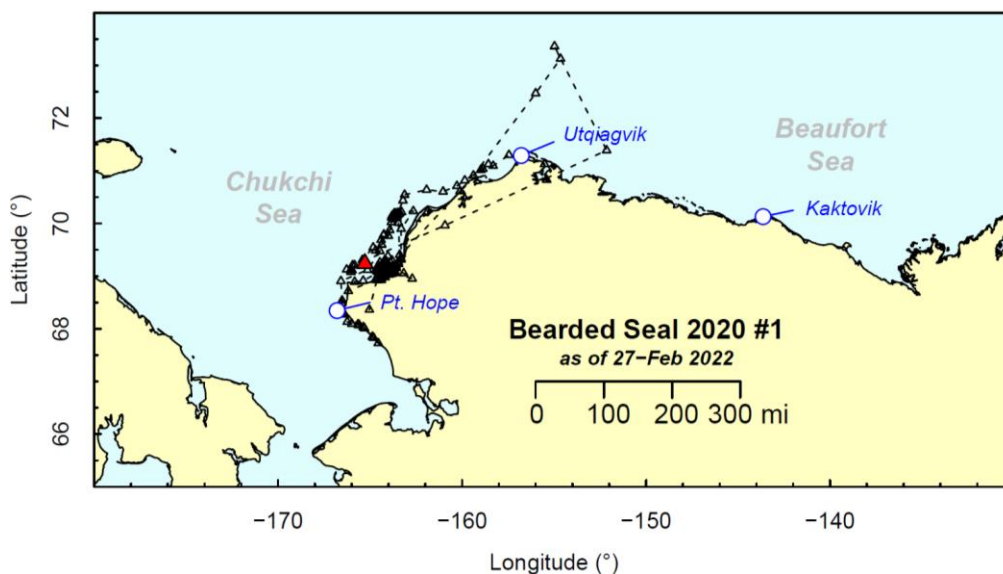 72
70
68
66
Latitude (°)
Utqiagvik
Beaufort
Sea
Chukchi
Sea
Kaktovik
Pt. Hope
Bearded Seal 2020 #1
as of 27−Feb 2022
0 100 200 300 mi
−170 −160 −150 −140
Longitude (°)